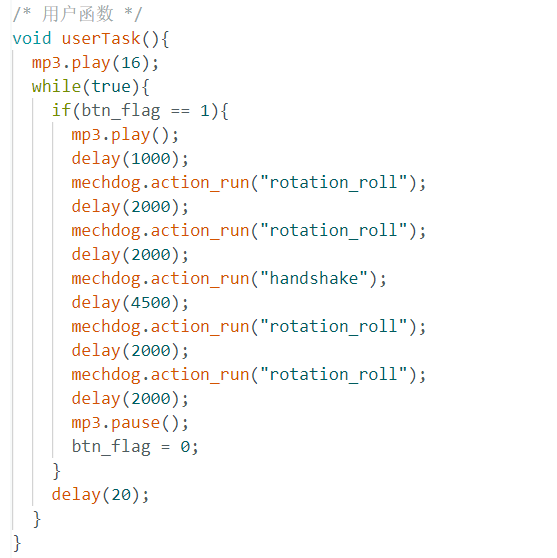 /* 用户函数 */
void userTask(){
  mp3.play(16);
  while(true){
    if(btn_flag == 1){
      mp3.play();
      delay(1000);
      mechdog.action_run("rotation_roll");
      delay(2000);
      mechdog.action_run("rotation_roll");
      delay(2000);
      mechdog.action_run("handshake");
      delay(4500);
      mechdog.action_run("rotation_roll");
      delay(2000);
      mechdog.action_run("rotation_roll");
      delay(2000);
      mp3.pause();
      btn_flag = 0;
    }
    delay(20);
  }
}